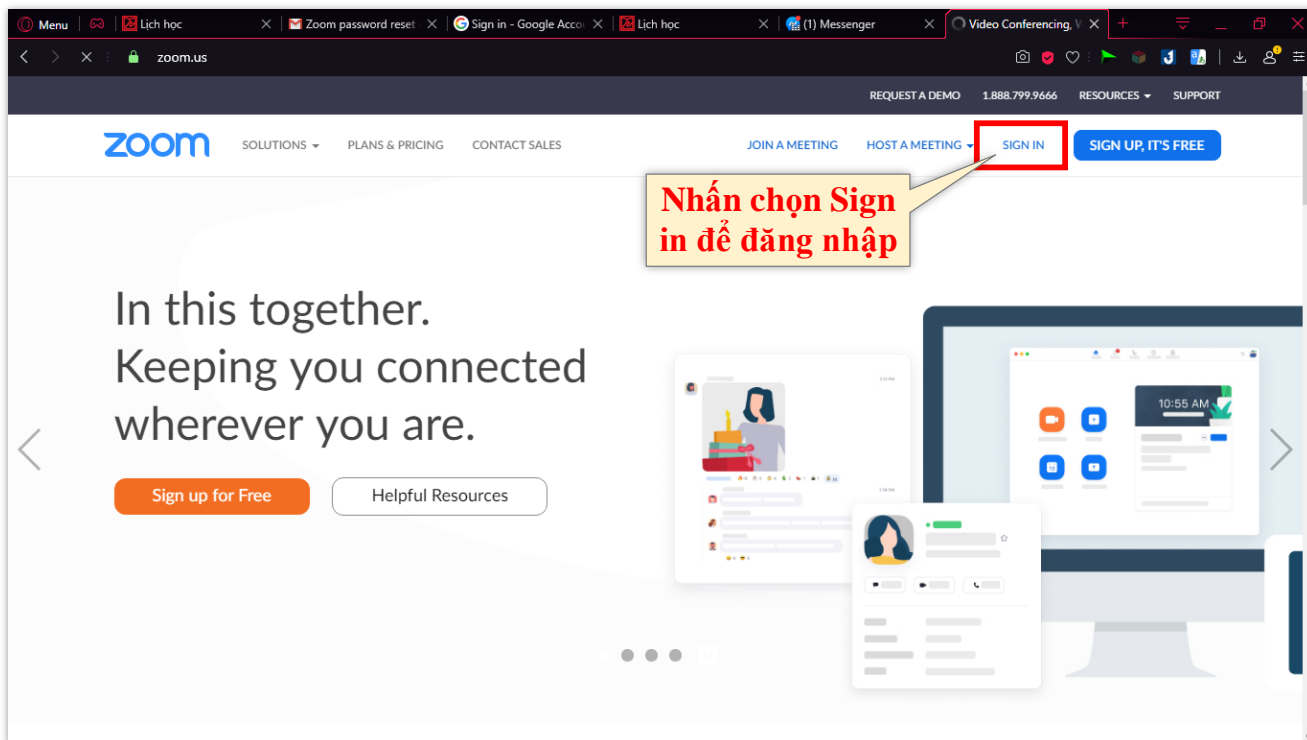 Menu
Lịch học
Zoom password reset
Sign in - Google Accou
Lịch học
(1) Messenger
Video Conferencing, W
zoom.us
REQUEST A DEMO 1.888.799.9666 RESOURCES SUPPORT
zoom SOLUTIONS PLANS & PRICING CONTACT SALES JOIN A MEETING HOST A MEETING SIGN IN SIGN UP, IT'S FREE
Nhấn chọn Sign
in để đăng nhập
In this together.
Keeping you connected
wherever you are.
Sign up for Free Helpful Resources
10:55 AM